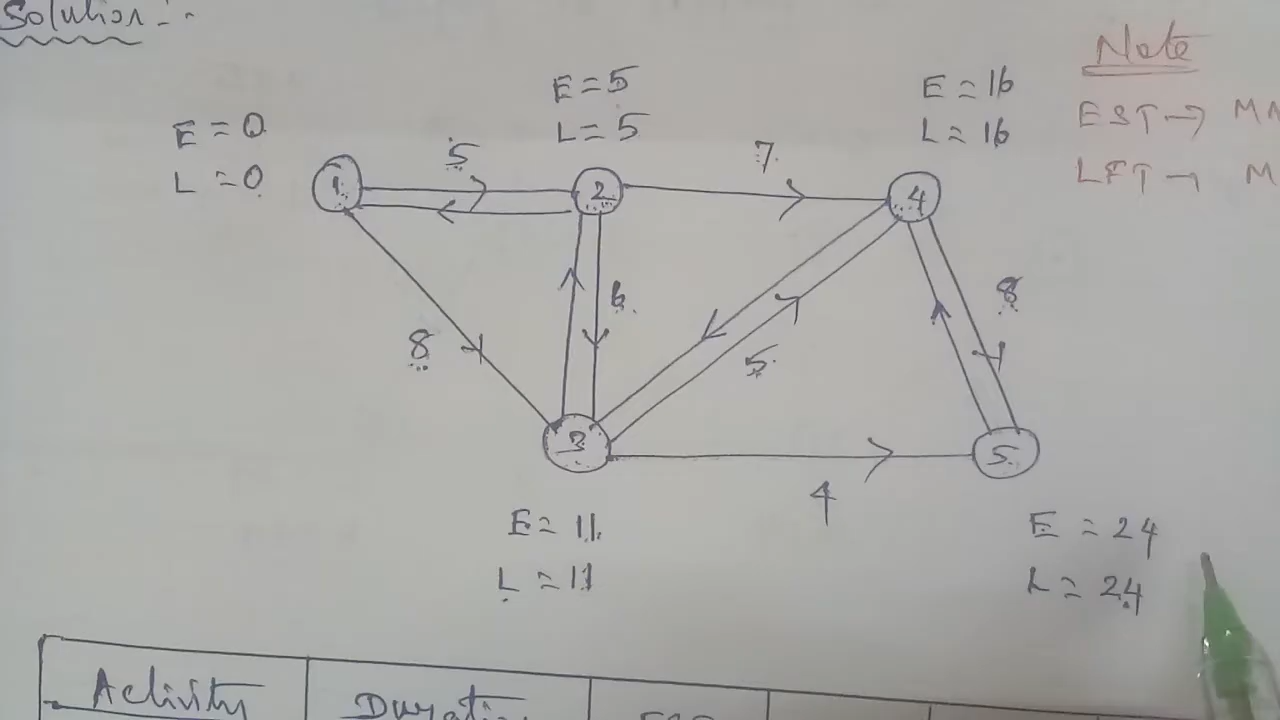 Solution:-
Note
EST → MA
LFT → M
E = 0
L = 0
E = 5
L = 5
E = 16
L = 16
5
7
1
2
4
6
8
8
5
3
5
4
E = 11
L = 11
E = 24
L = 24
Activity